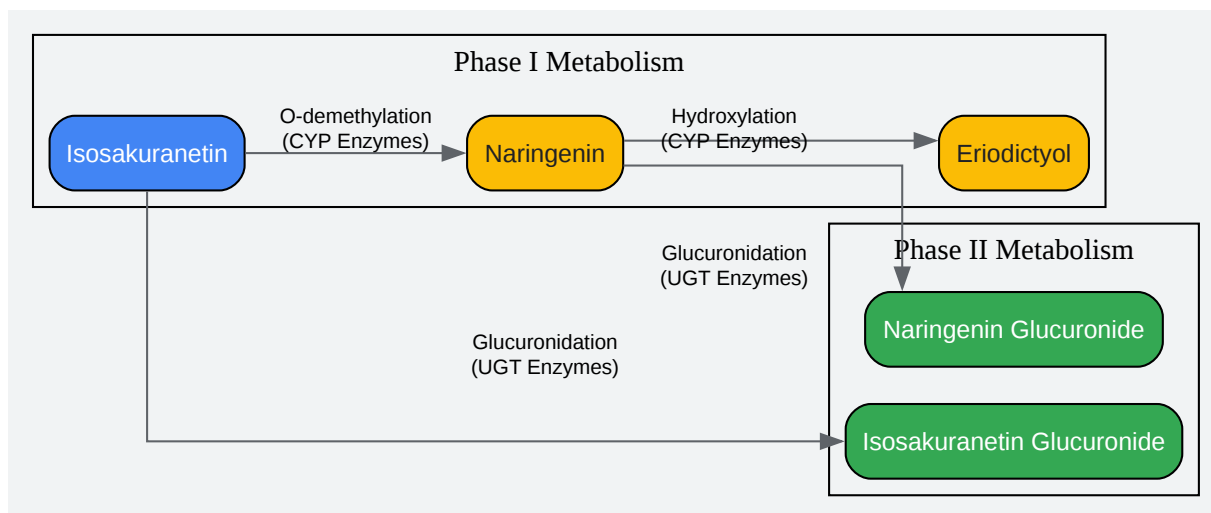 Phase I Metabolism
O-demethylation
(CYP Enzymes)
Hydroxylation
(CYP Enzymes)
Isosakuranetin
Naringenin
Eriodictyol
Glucuronidation
(UGT Enzymes)
Phase II Metabolism
Naringenin Glucuronide
Glucuronidation
(UGT Enzymes)
Isosakuranetin Glucuronide